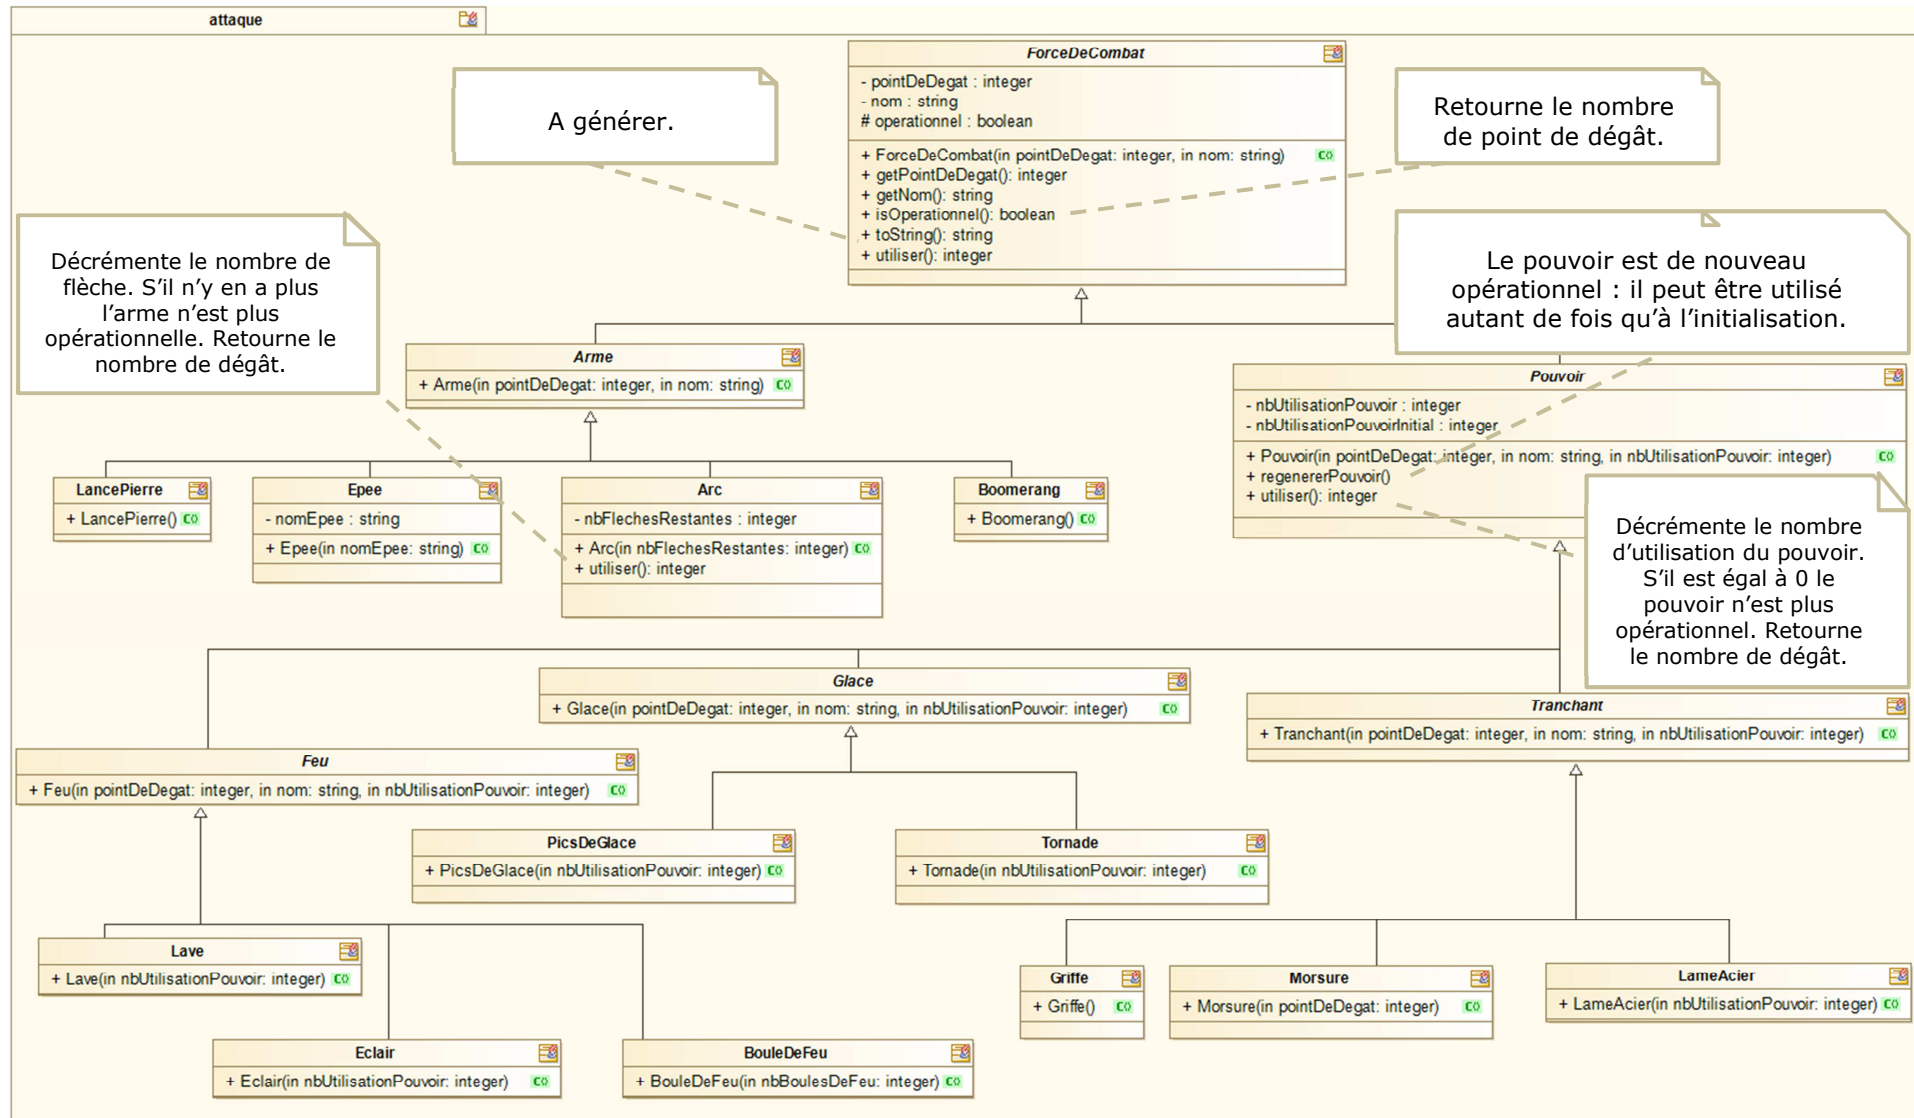 attaque
ForceDeCombat
- pointDeDegat : integer
- nom : string
# operationnel : boolean
+ ForceDeCombat(in pointDeDegat: integer, in nom: string)
+ getPointDeDegat(): integer
+ getNom(): string
+ isOperationnel(): boolean
+ toString(): string
+ utiliser(): integer
A générer.
Retourne le nombre
de point de dégât.
Décrémente le nombre de
flèche. S’il n’y en a plus
l’arme n’est plus
opérationnelle. Retourne le
nombre de dégât.
Le pouvoir est de nouveau
opérationnel : il peut être utilisé
autant de fois qu’à l’initialisation.
Arme
+ Arme(in pointDeDegat: integer, in nom: string)
Pouvoir
- nbUtilisationPouvoir : integer
- nbUtilisationPouvoirInitial : integer
+ Pouvoir(in pointDeDegat: integer, in nom: string, in nbUtilisationPouvoir: integer)
+ regenererPouvoir()
+ utiliser(): integer
Décrémente le nombre
d’utilisation du pouvoir.
S’il est égal à 0 le
pouvoir n’est plus
opérationnel. Retourne
le nombre de dégât.
LancePierre
+ LancePierre()
Epee
- nomEpee : string
+ Epee(in nomEpee: string)
Arc
- nbFlechesRestantes : integer
+ Arc(in nbFlechesRestantes: integer)
+ utiliser(): integer
Boomerang
+ Boomerang()
Glace
+ Glace(in pointDeDegat: integer, in nom: string, in nbUtilisationPouvoir: integer)
Tranchant
+ Tranchant(in pointDeDegat: integer, in nom: string, in nbUtilisationPouvoir: integer)
Feu
+ Feu(in pointDeDegat: integer, in nom: string, in nbUtilisationPouvoir: integer)
PicsDeGlace
+ PicsDeGlace(in nbUtilisationPouvoir: integer)
Tornade
+ Tornade(in nbUtilisationPouvoir: integer)
Lave
+ Lave(in nbUtilisationPouvoir: integer)
Griffe
+ Griffe()
Morsure
+ Morsure(in pointDeDegat: integer)
LameAcier
+ LameAcier(in nbUtilisationPouvoir: integer)
Eclair
+ Eclair(in nbUtilisationPouvoir: integer)
BouleDeFeu
+ BouleDeFeu(in nbBoulesDeFeu: integer)